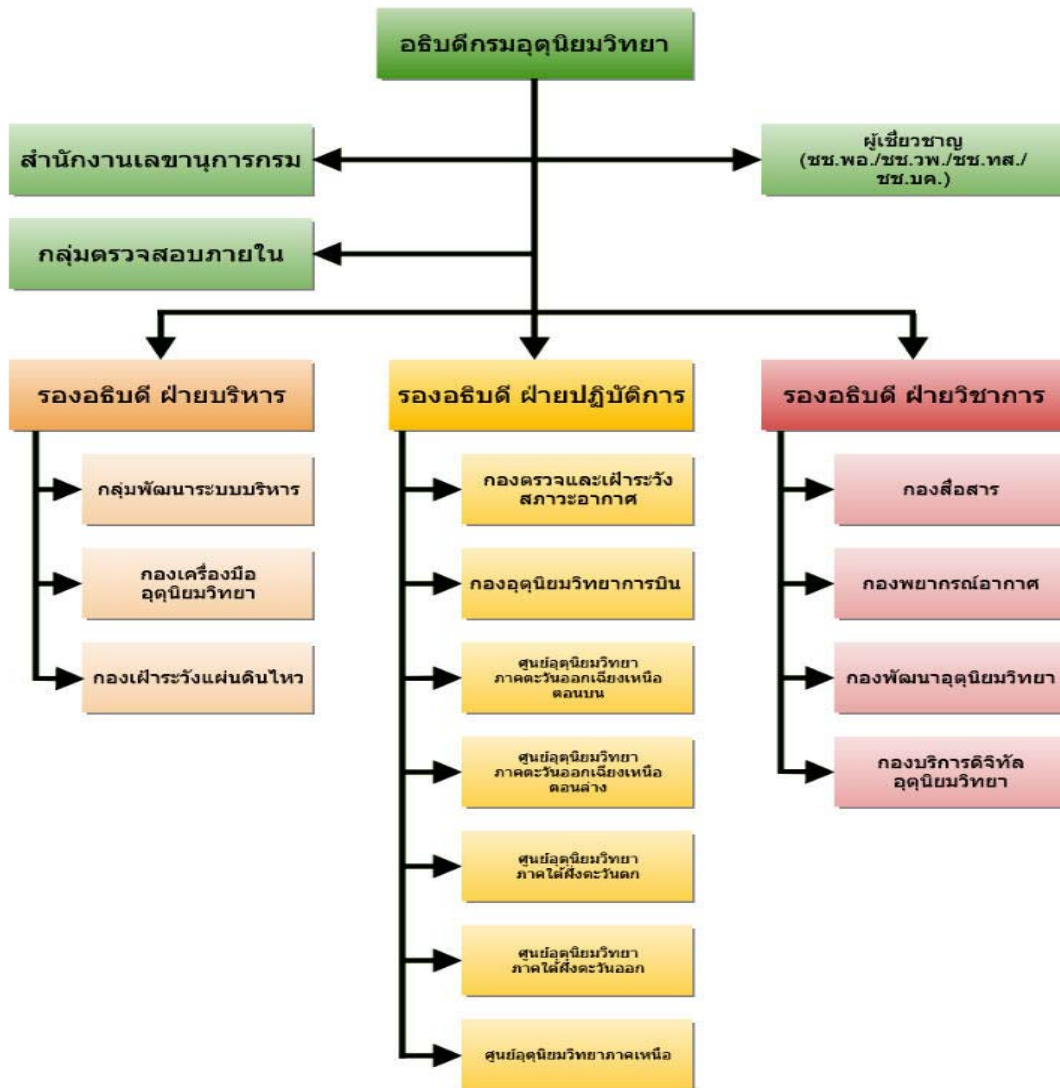 อธิบดีกรมอุตุนิยมวิทยา
สำนักงานเลขานุการกรม
ผู้เชี่ยวชาญ
(ชช.พอ./ชช.วพ./ชช.ทส./
ชช.บค.)
กลุ่มตรวจสอบภายใน
รองอธิบดี ฝ่ายบริหาร
กลุ่มพัฒนาระบบบริหาร
กองเครื่องมือ
อุตุนิยมวิทยา
กองเฝ้าระวังแผ่นดินไหว
รองอธิบดี ฝ่ายปฏิบัติการ
กองตรวจและเฝ้าระวัง
สภาวะอากาศ
กองอุตุนิยมวิทยาการบิน
ศูนย์อุตุนิยมวิทยา
ภาคตะวันออกเฉียงเหนือ
ตอนบน
ศูนย์อุตุนิยมวิทยา
ภาคตะวันออกเฉียงเหนือ
ตอนล่าง
ศูนย์อุตุนิยมวิทยา
ภาคใต้ฝั่งตะวันตก
ศูนย์อุตุนิยมวิทยา
ภาคใต้ฝั่งตะวันออก
ศูนย์อุตุนิยมวิทยาภาคเหนือ
รองอธิบดี ฝ่ายวิชาการ
กองสื่อสาร
กองพยากรณ์อากาศ
กองพัฒนาอุตุนิยมวิทยา
กองบริการดิจิทัล
อุตุนิยมวิทยา